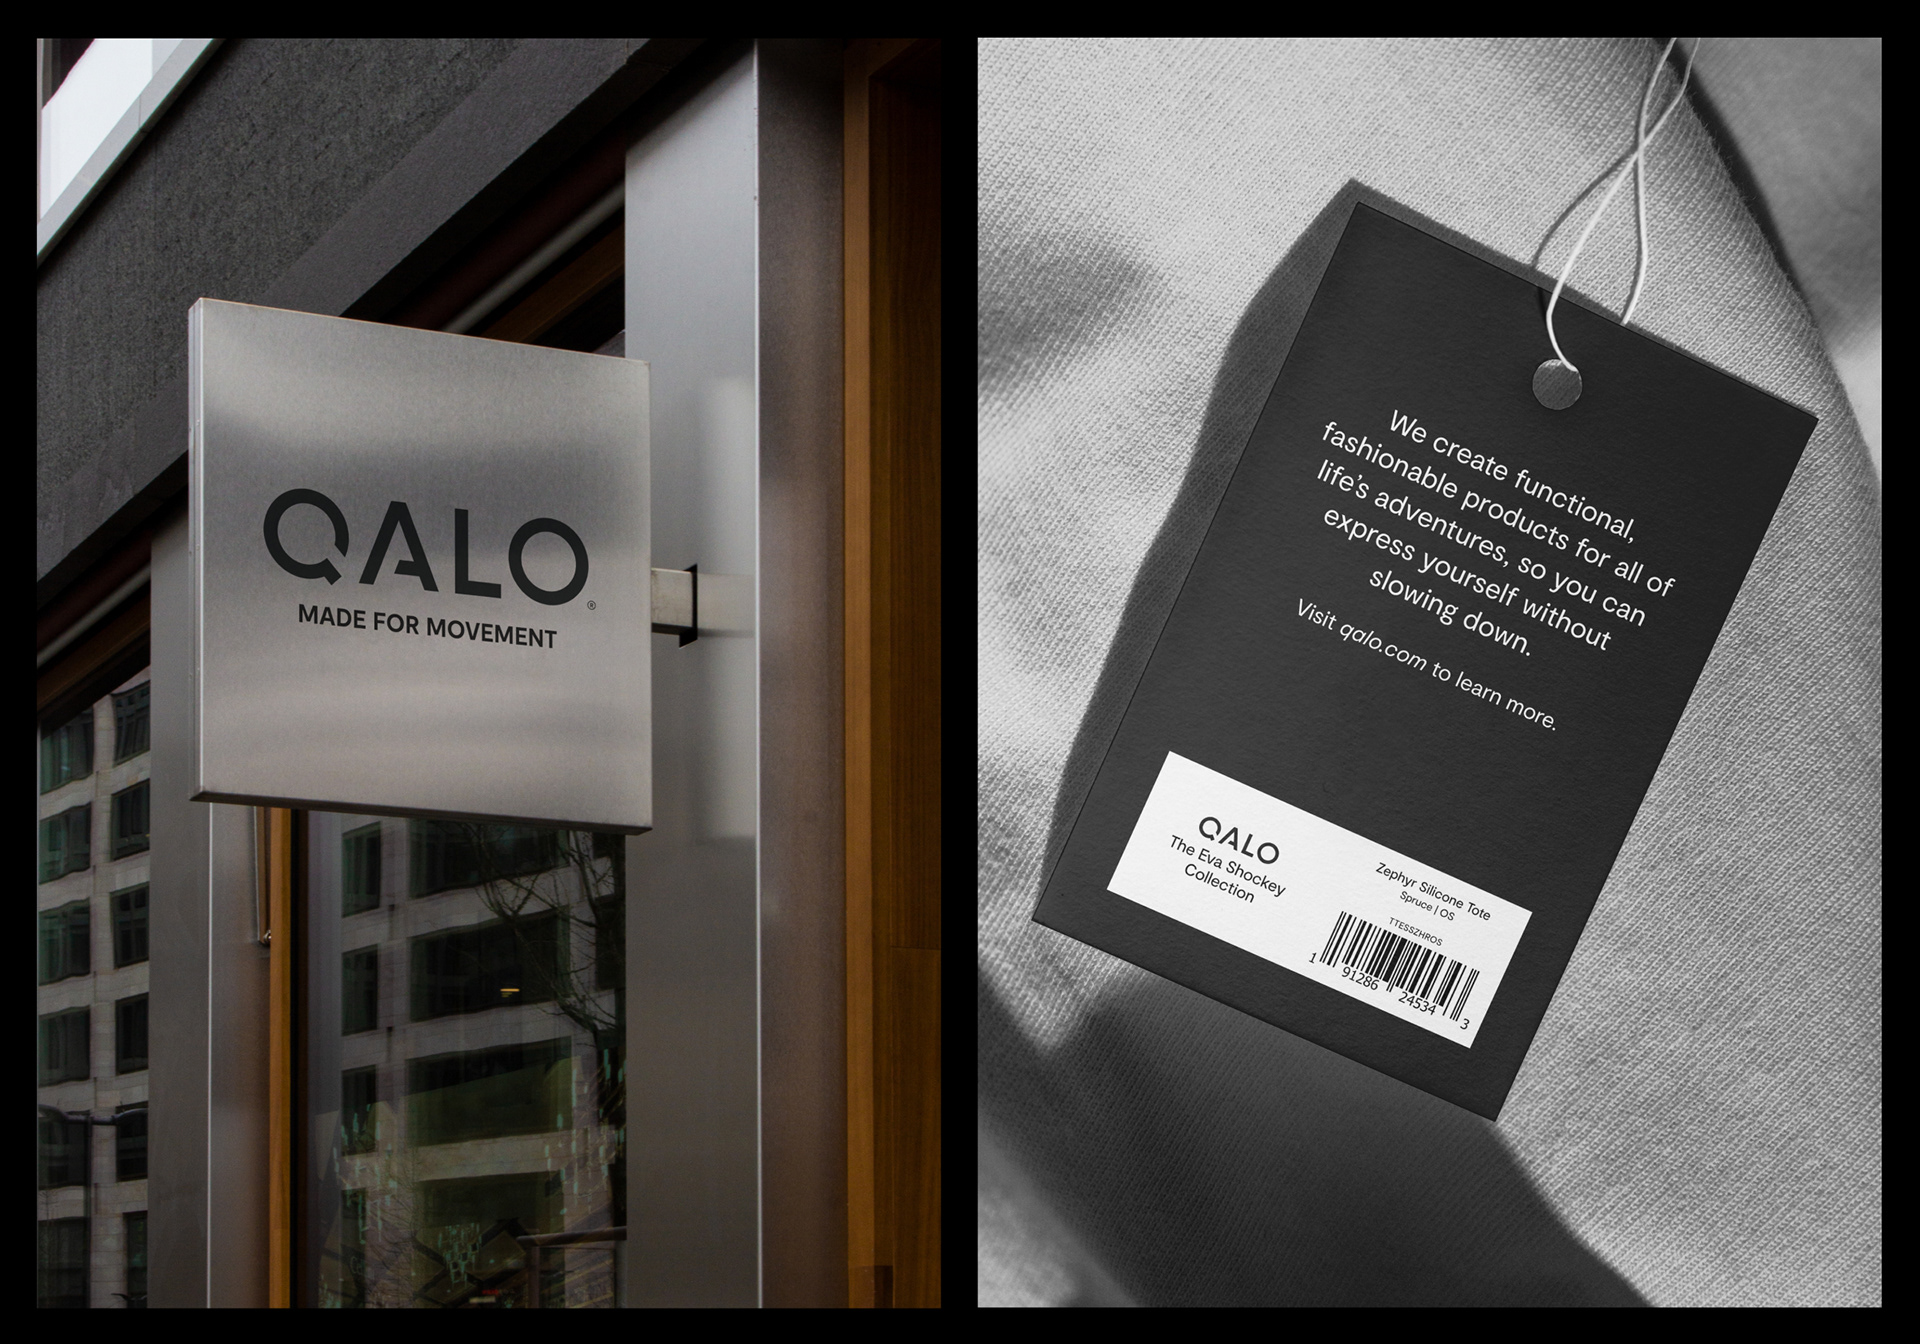 QALO®
MADE FOR MOVEMENT
We create functional,
fashionable products for all of
life's adventures, so you can
express yourself without
slowing down.
Visit qalo.com to learn more.
QALO
The Eva Shockey
Collection
Zephyr Silicone Tote
Spruce | OS
TTESSZHROS
1 91286 24534 3